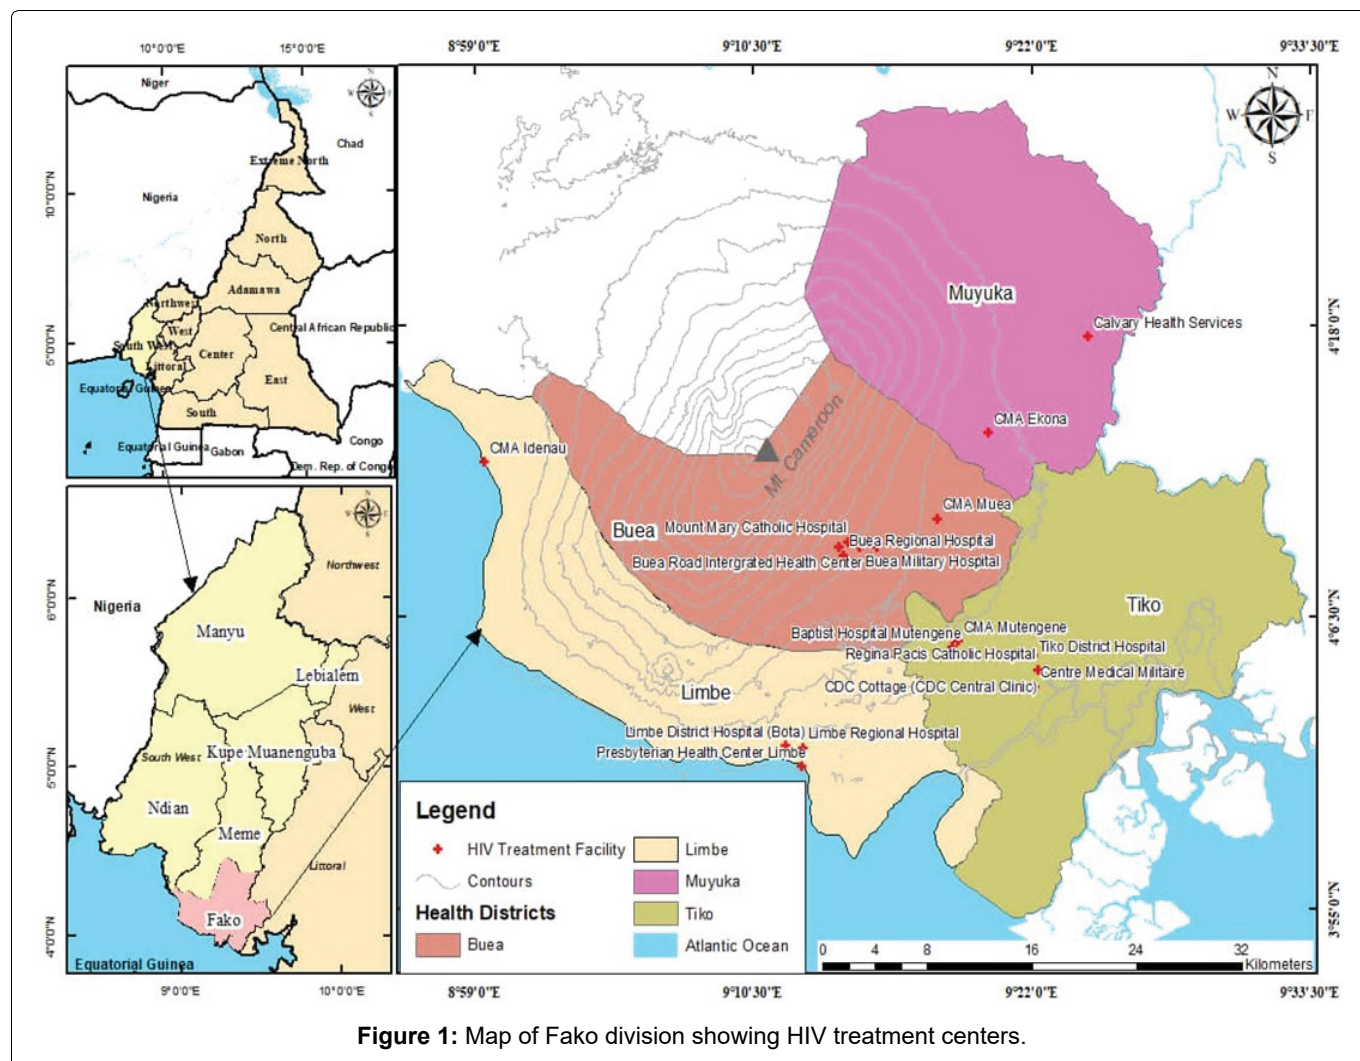 10°0'0"E
15°0'0"E
Niger
N
W
E
S
Chad
Extreme North
10°0'0"N
Nigeria
North
Adamawa
Northwest
Central African Republic
West
South West
5°0'0"N
Center
Littoral
East
Equatorial Guinea
South
Equatorial Guinea
Gabon
Congo
Dem. Rep. of Congo
N
W
E
S
Northwest
6°0'0"N
Nigeria
Manyu
Lebialem
West
South West
Kupe Muanenguba
5°0'0"N
Ndian
Meme
Littoral
Fako
4°0'0"N
Equatorial Guinea
9°0'0"E
10°0'0"E
8°59'0"E
9°10'30"E
9°22'0"E
9°33'30"E
N
W
E
S
Muyuka
Calvary Health Services
4°18'0"N
CMA Ekona
CMA Idenau
Mt. Cameroon
CMA Muea
Buea
Mount Mary Catholic Hospital
Buea Regional Hospital
Buea Road Intergrated Health Center
Buea Military Hospital
Tiko
4°6'30"N
Baptist Hospital Mutengene
CMA Mutengene
Regina Pacis Catholic Hospital
Tiko District Hospital
Centre Medical Militaire
CDC Cottage (CDC Central Clinic)
Limbe
Limbe District Hospital (Bota)
Limbe Regional Hospital
Presbyterian Health Center Limbe
3°55'0"N
Legend
HIV Treatment Facility
Contours
Health Districts
Buea
Limbe
Muyuka
Tiko
Atlantic Ocean
0 4 8 16 24 32
Kilometers
8°59'0"E
9°10'30"E
9°22'0"E
9°33'30"E
Figure 1: Map of Fako division showing HIV treatment centers.